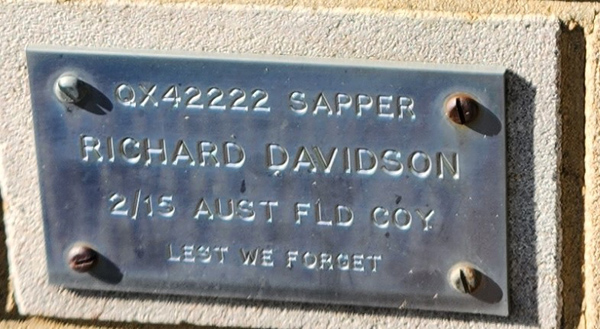 QX42222 SAPPER
RICHARD DAVIDSON
2/15 AUST FLD COY
LEST WE FORGET